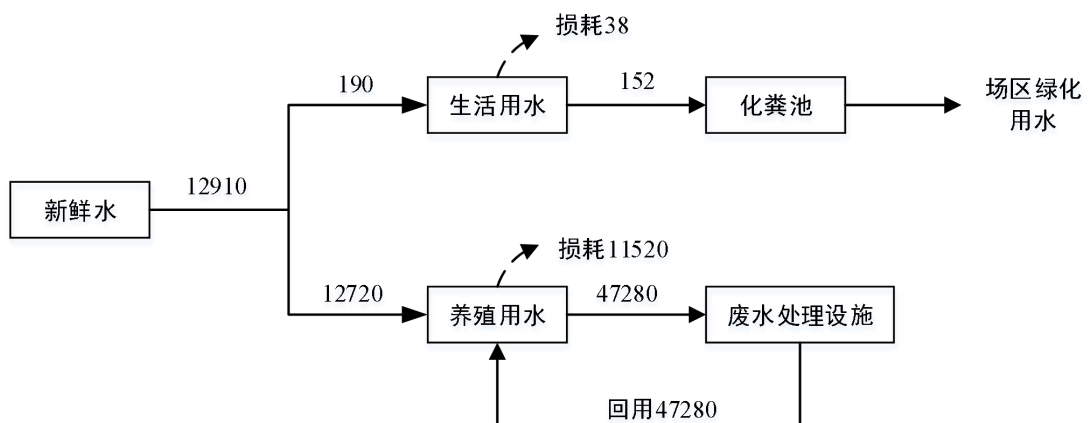 损耗38
190
生活用水
152
化粪池
场区绿化
用水
新鲜水
12910
损耗11520
12720
养殖用水
47280
废水处理设施
回用47280